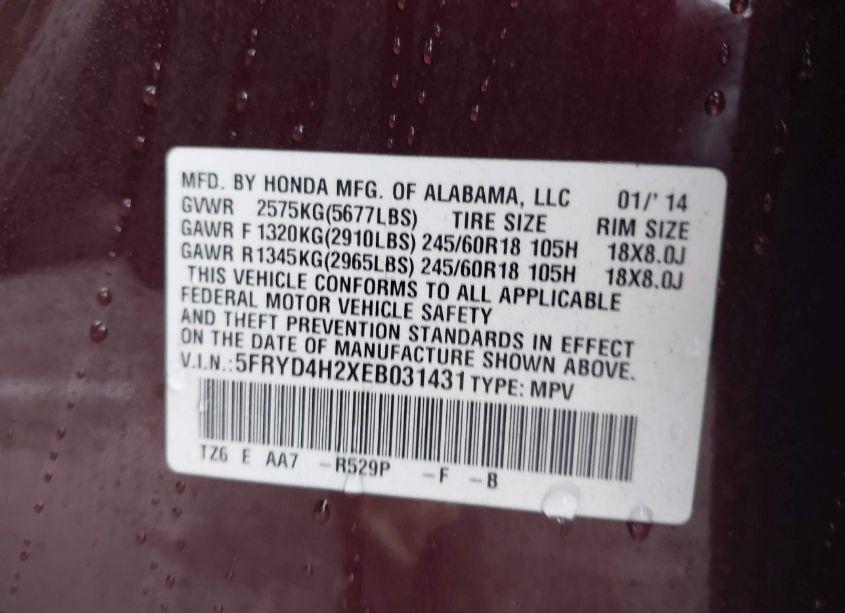 MFD. BY HONDA MFG. OF ALABAMA, LLC 01/' 14
GVWR 2575KG(5677LBS) TIRE SIZE RIM SIZE
GAWR F 1320KG(2910LBS) 245/60R18 105H 18X8.0J
GAWR R 1345KG(2965LBS) 245/60R18 105H 18X8.0J
THIS VEHICLE CONFORMS TO ALL APPLICABLE
FEDERAL MOTOR VEHICLE SAFETY
AND THEFT PREVENTION STANDARDS IN EFFECT
ON THE DATE OF MANUFACTURE SHOWN ABOVE.
V.I.N.:5FRYD4H2XEB031431 TYPE: MPV
TZ6 E AA7 -R529P -F -B